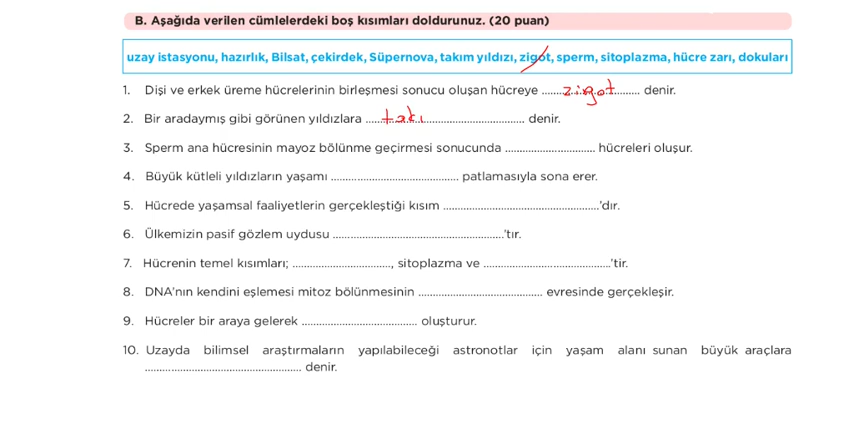 B. Aşağıda verilen cümlelerdeki boş kısımları doldurunuz. (20 puan)
uzay istasyonu, hazırlık, Bilsat, çekirdek, Süpernova, takım yıldızı, zigot, sperm, sitoplazma, hücre zarı, dokuları
1. Dişi ve erkek üreme hücrelerinin birleşmesi sonucu oluşan hücreye ........zigot........ denir.
2. Bir aradaymış gibi görünen yıldızlara .....takı.................................. denir.
3. Sperm ana hücresinin mayoz bölünme geçirmesi sonucunda ............................... hücreleri oluşur.
4. Büyük kütleli yıldızların yaşamı ............................................ patlamasıyla sona erer.
5. Hücrede yaşamsal faaliyetlerin gerçekleştiği kısım .....................................................'dır.
6. Ülkemizin pasif gözlem uydusu ..........................................................'tır.
7. Hücrenin temel kısımları; .................................., sitoplazma ve ...........................................'tir.
8. DNA'nın kendini eşlemesi mitoz bölünmesinin .......................................... evresinde gerçekleşir.
9. Hücreler bir araya gelerek ........................................ oluşturur.
10. Uzayda bilimsel araştırmaların yapılabileceği astronotlar için yaşam alanı sunan büyük araçlara
..................................................... denir.